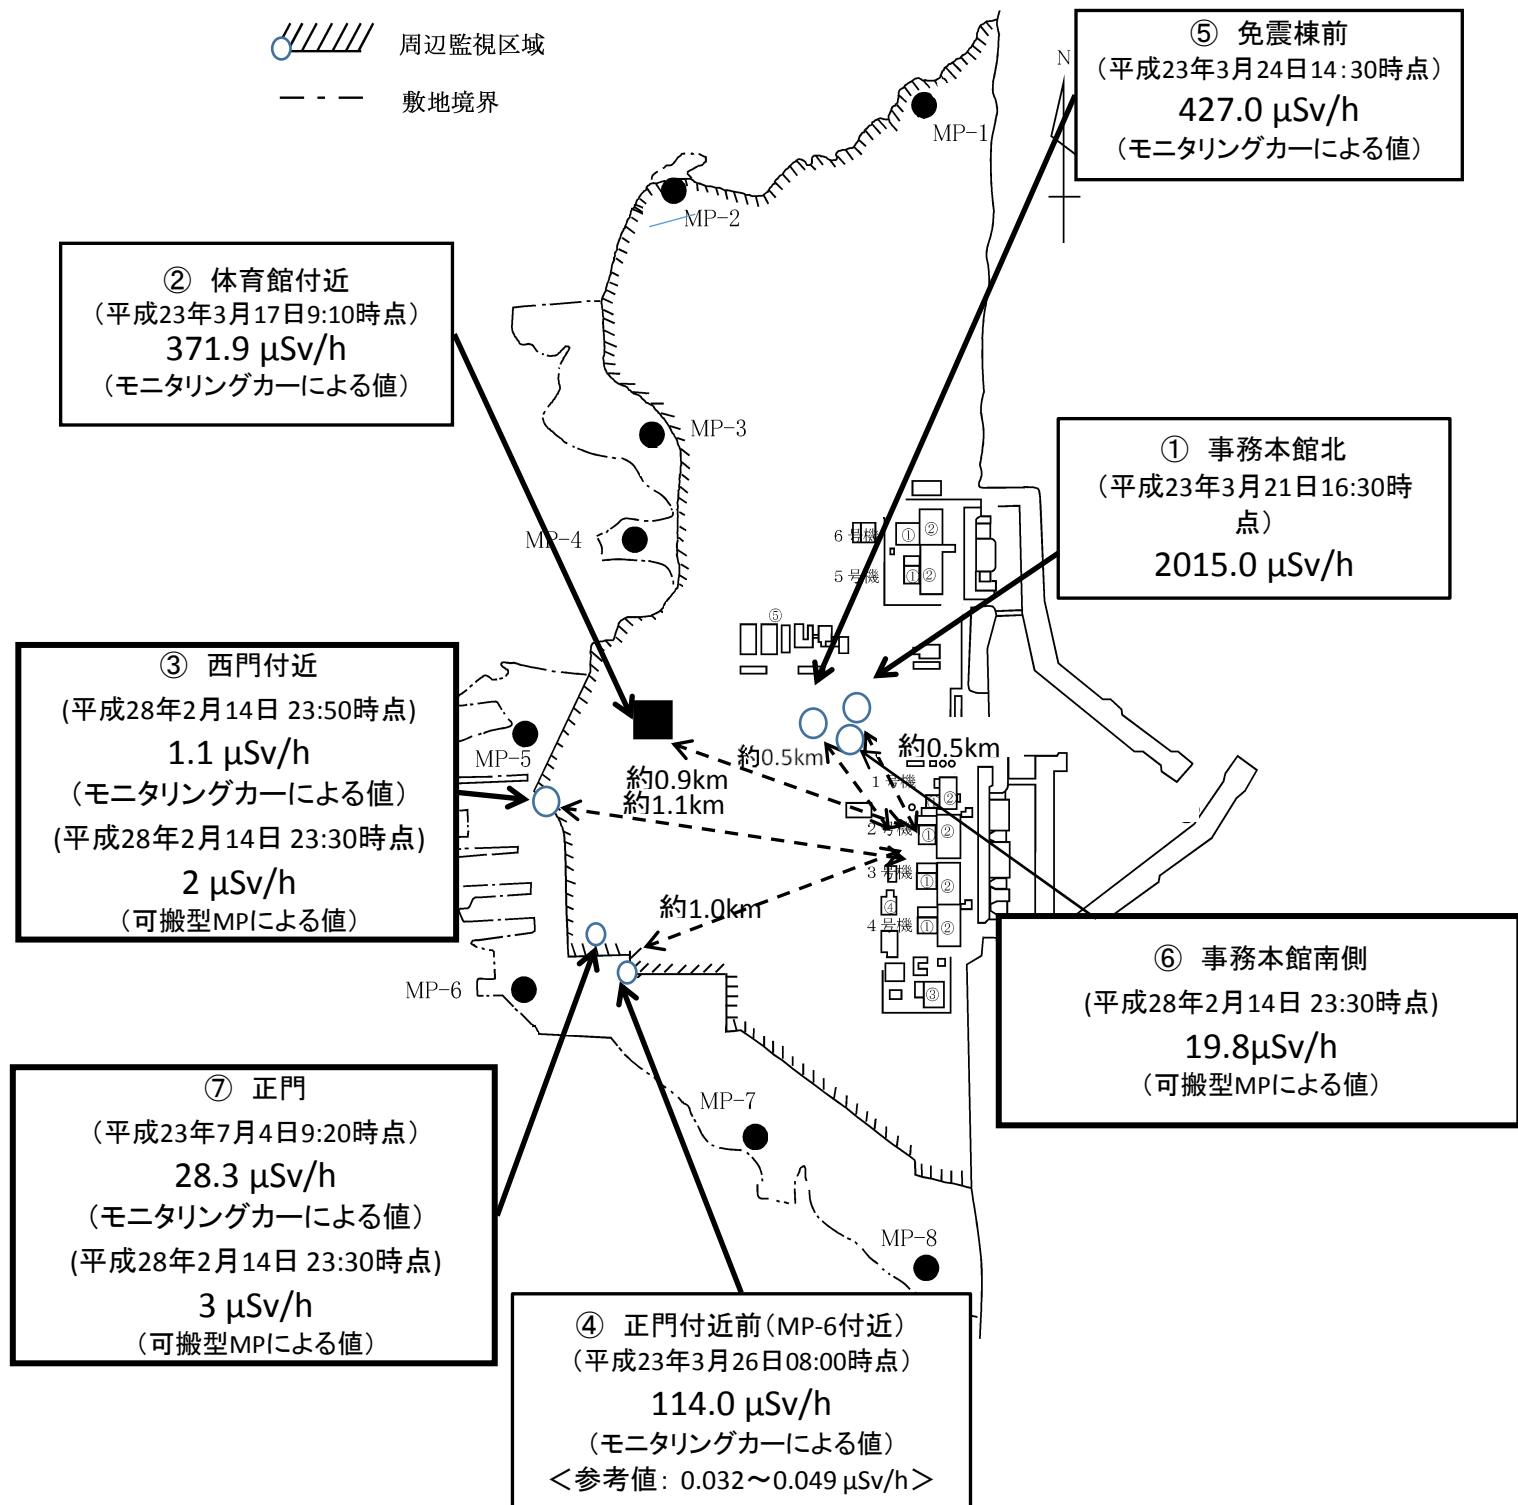 周辺監視区域
敷地境界
⑤ 免震棟前
（平成23年3月24日14:30時点）
427.0 μSv/h
（モニタリングカーによる値）
N
MP-1
MP-2
② 体育館付近
（平成23年3月17日9:10時点）
371.9 μSv/h
（モニタリングカーによる値）
MP-3
① 事務本館北
（平成23年3月21日16:30時
点）
2015.0 μSv/h
MP-4
6号機
①
②
5号機
①
②
⑤
③ 西門付近
(平成28年2月14日 23:50時点)
1.1 μSv/h
（モニタリングカーによる値）
(平成28年2月14日 23:30時点)
2 μSv/h
（可搬型MPによる値）
MP-5
約0.5km
約0.5km
約0.9km
約1.1km
1号機
①
②
2号機
①
②
3号機
①
②
④
4号機
①
②
約1.0km
③
MP-6
⑥ 事務本館南側
(平成28年2月14日 23:30時点)
19.8μSv/h
（可搬型MPによる値）
⑦ 正門
（平成23年7月4日9:20時点）
28.3 μSv/h
（モニタリングカーによる値）
(平成28年2月14日 23:30時点)
3 μSv/h
（可搬型MPによる値）
MP-7
MP-8
④ 正門付近前（MP-6付近）
（平成23年3月26日08:00時点）
114.0 μSv/h
（モニタリングカーによる値）
＜参考値: 0.032～0.049 μSv/h＞